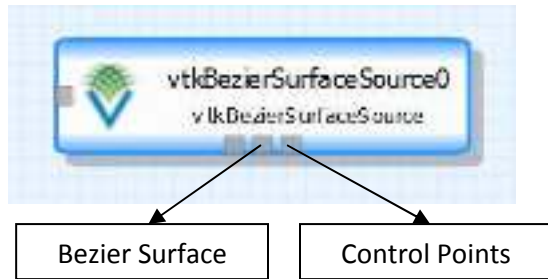 vtkBezierSurfaceSource0
vtkBezierSurfaceSource
Bezier Surface
Control Points